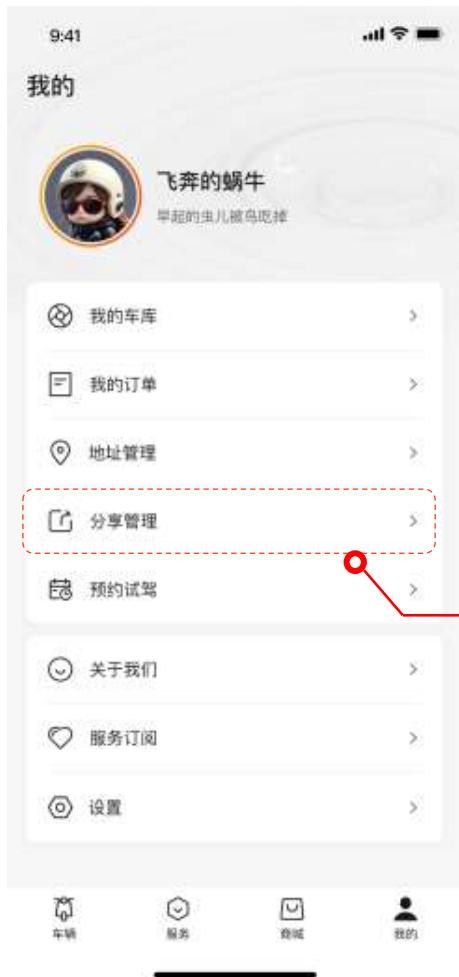 9:41
我的
飞奔的蜗牛
早起的虫儿被鸟吃掉
我的车库
我的订单
地址管理
分享管理
预约试驾
关于我们
服务订阅
设置
车辆 服务 商城 我的